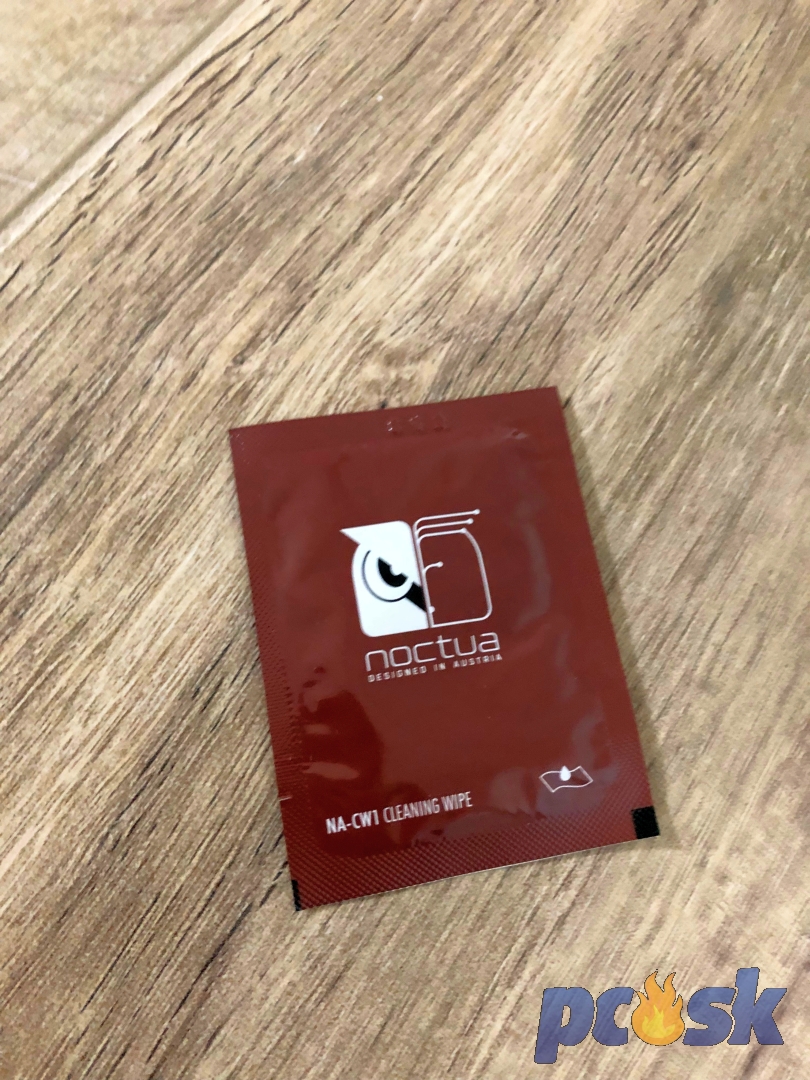 noctua
DESIGNED IN AUSTRIA
NA-CW1 CLEANING WIPE
pcsk